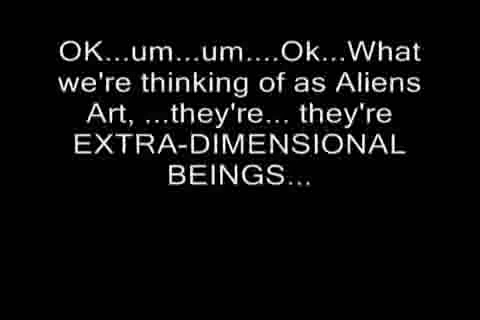 OK...um...um....Ok...What
we're thinking of as Aliens
Art, ...they're... they're
EXTRA-DIMENSIONAL
BEINGS...